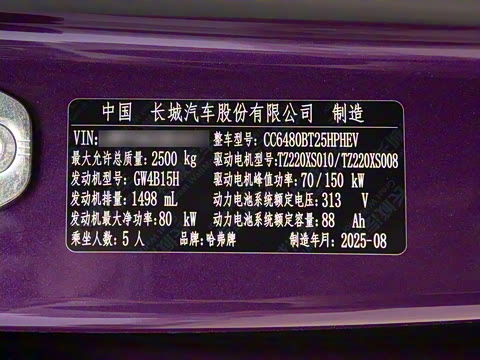 中国 长城汽车股份有限公司 制造
VIN: 整车型号: CC6480BT25HPHEV
最大允许总质量: 2500 kg 驱动电机型号:TZ220XS010/TZ220XS008
发动机型号: GW4B15H 驱动电机峰值功率: 70/150 kW
发动机排量: 1498 mL 动力电池系统额定电压: 313 V
发动机最大净功率: 80 kW 动力电池系统额定容量: 88 Ah
乘坐人数: 5 人 品牌: 哈弗牌 制造年月: 2025-08